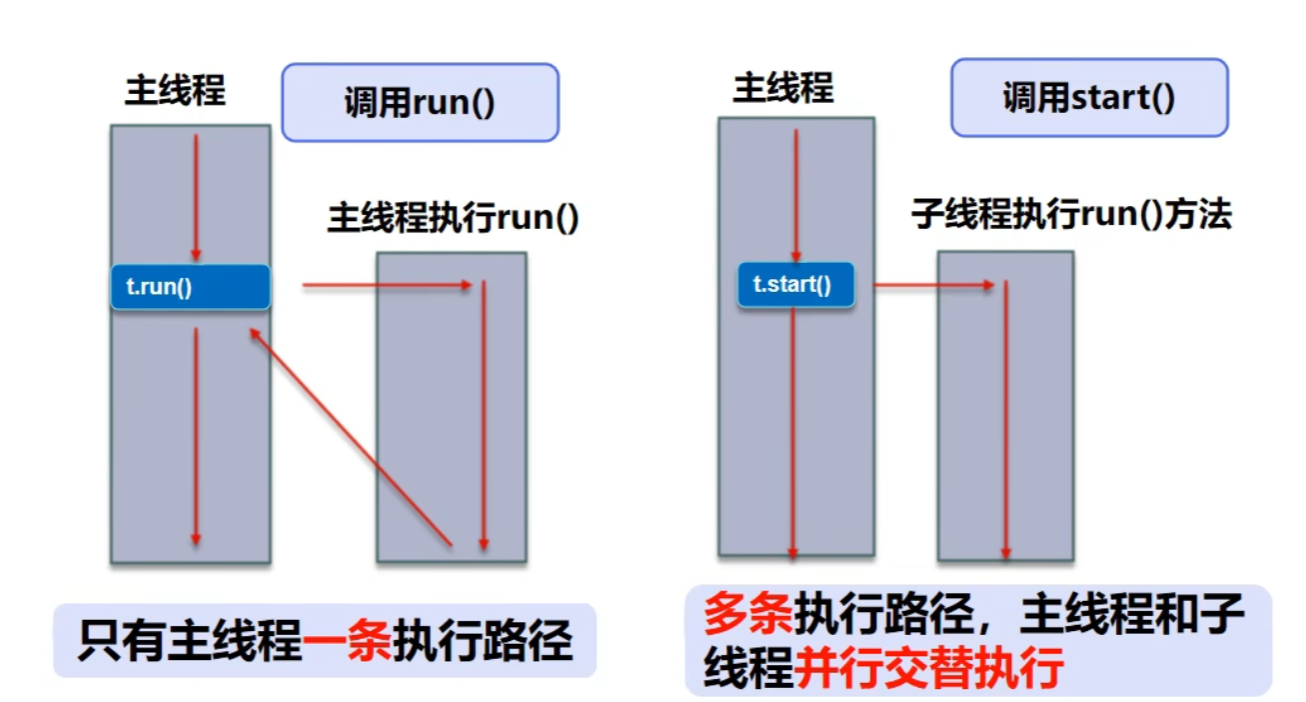 主线程
调用run()
主线程执行run()
t.run()
只有主线程一条执行路径
主线程
调用start()
子线程执行run()方法
t.start()
多条执行路径，主线程和子
线程并行交替执行